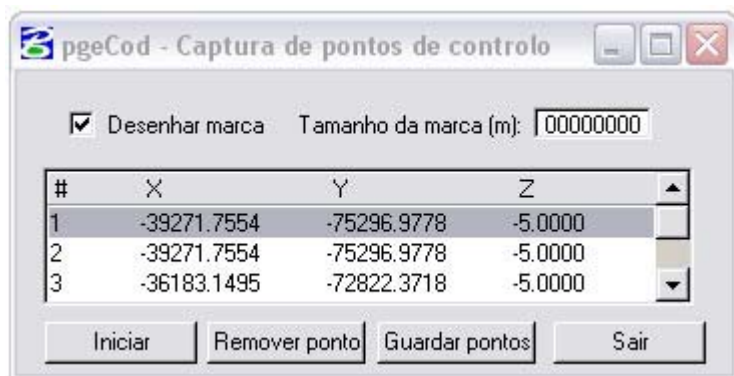 pgeCod - Captura de pontos de controlo
Desenhar marca Tamanho da marca (m): 00000000
# X Y Z
1 -39271.7554 -75296.9778 -5.0000
2 -39271.7554 -75296.9778 -5.0000
3 -36183.1495 -72822.3718 -5.0000
Iniciar Remover ponto Guardar pontos Sair